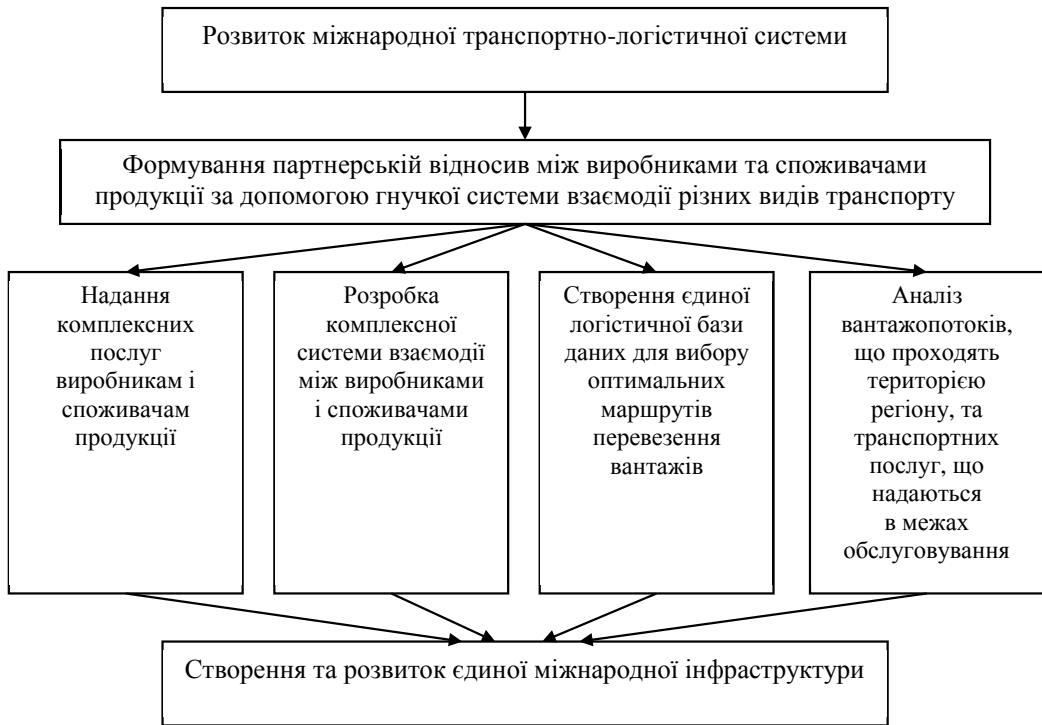 Розвиток міжнародної транспортно-логістичної системи
Формування партнерській відносив між виробниками та споживачами
продукції за допомогою гнучкої системи взаємодії різних видів транспорту
Надання
комплексних
послуг
виробникам і
споживачам
продукції
Розробка
комплексної
системи взаємодії
між виробниками
і споживачами
продукції
Створення єдиної
логістичної бази
даних для вибору
оптимальних
маршрутів
перевезення
вантажів
Аналіз
вантажопотоків,
що проходять
територією
регіону, та
транспортних
послуг, що
надаються
в межах
обслуговування
Створення та розвиток єдиної міжнародної інфраструктури